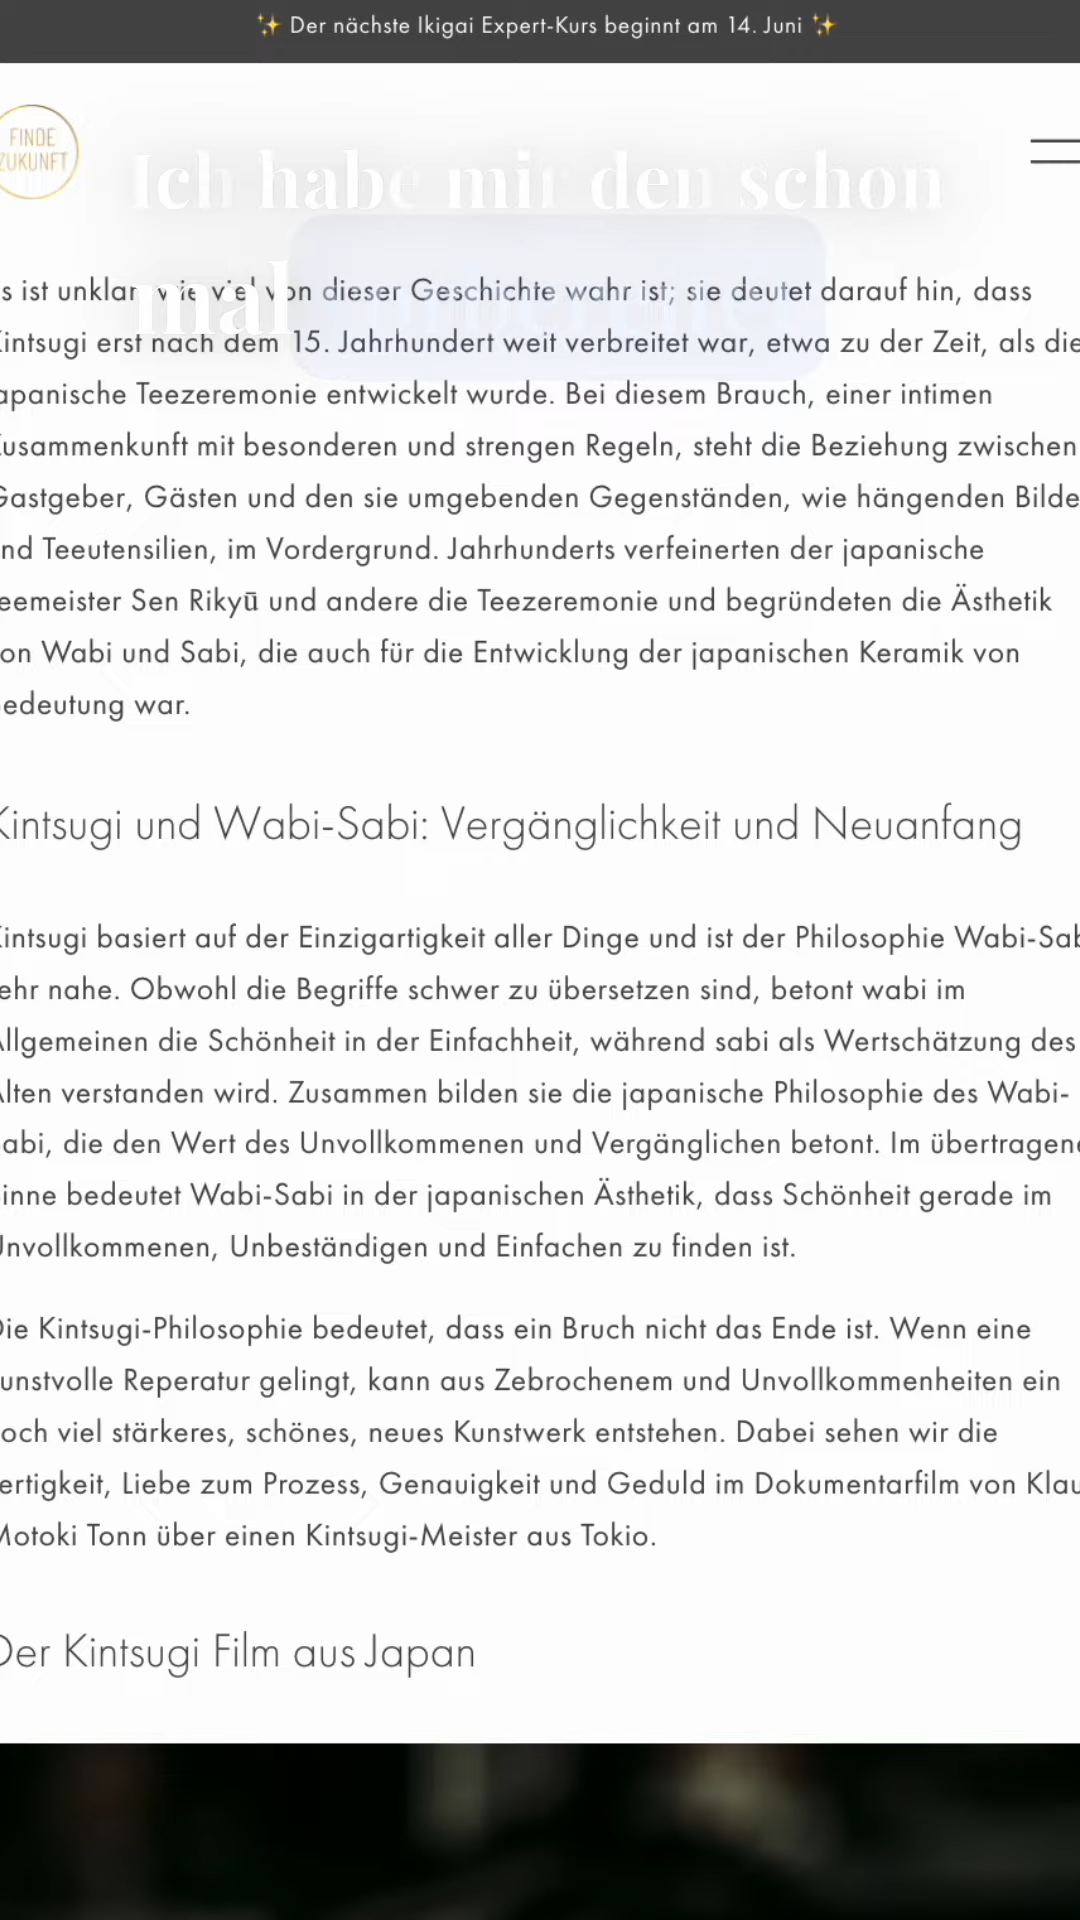 ✨ Der nächste Ikigai Expert-Kurs beginnt am 14. Juni ✨
FINDE
ZUKUNFT
Ich habe mir den schon
mal
s ist unklar, wie viel von dieser Geschichte wahr ist; sie deutet darauf hin, dass
Kintsugi erst nach dem 15. Jahrhundert weit verbreitet war, etwa zu der Zeit, als die
apanische Teezeremonie entwickelt wurde. Bei diesem Brauch, einer intimen
Zusammenkunft mit besonderen und strengen Regeln, steht die Beziehung zwischen
Gastgeber, Gästen und den sie umgebenden Gegenständen, wie hängenden Bilde
nd Teeutensilien, im Vordergrund. Jahrhunderts verfeinerten der japanische
eemeister Sen Rikyū und andere die Teezeremonie und begründeten die Ästhetik
on Wabi und Sabi, die auch für die Entwicklung der japanischen Keramik von
edeutung war.
Kintsugi und Wabi-Sabi: Vergänglichkeit und Neuanfang
Kintsugi basiert auf der Einzigartigkeit aller Dinge und ist der Philosophie Wabi-Sab
ehr nahe. Obwohl die Begriffe schwer zu übersetzen sind, betont wabi im
Allgemeinen die Schönheit in der Einfachheit, während sabi als Wertschätzung des
Alten verstanden wird. Zusammen bilden sie die japanische Philosophie des Wabi-
abi, die den Wert des Unvollkommenen und Vergänglichen betont. Im übertragene
inne bedeutet Wabi-Sabi in der japanischen Ästhetik, dass Schönheit gerade im
Unvollkommenen, Unbeständigen und Einfachen zu finden ist.
Die Kintsugi-Philosophie bedeutet, dass ein Bruch nicht das Ende ist. Wenn eine
unstvolle Reperatur gelingt, kann aus Zebrochenem und Unvollkommenheiten ein
och viel stärkeres, schönes, neues Kunstwerk entstehen. Dabei sehen wir die
ertigkeit, Liebe zum Prozess, Genauigkeit und Geduld im Dokumentarfilm von Klau
Motoki Tonn über einen Kintsugi-Meister aus Tokio.
Der Kintsugi Film aus Japan